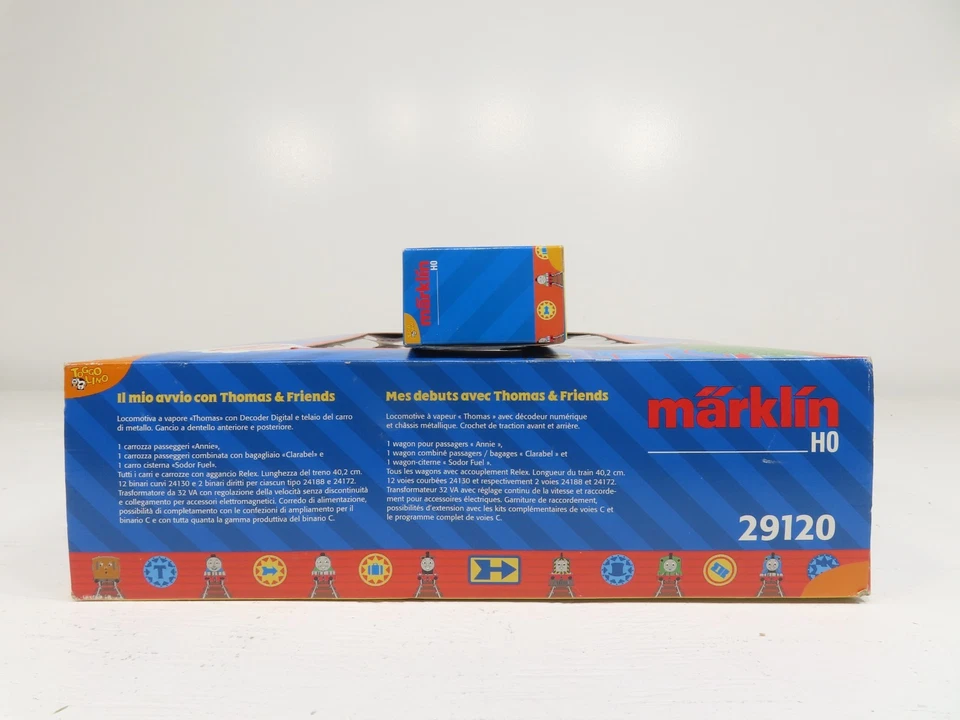 märklin
H0
TOGGO
LINO
Il mio avvio con Thomas & Friends
Locomotiva a vapore «Thomas» con Decoder Digital e telaio del carro
di metallo. Gancio a dentello anteriore e posteriore.
1 carrozza passeggeri «Annie»,
1 carrozza passeggeri combinata con bagagliaio «Clarabel» e
1 carro cisterna «Sodor Fuel».
Tutti i carri e carrozze con aggancio Relex. Lunghezza del treno 40,2 cm.
12 binari curvi 24130 e 2 binari diritti per ciascun tipo 24188 e 24172.
Trasformatore da 32 VA con regolazione della velocità senza discontinuità
e collegamento per accessori elettromagnetici. Corredo di alimentazione,
possibilità di completamento con le confezioni di ampliamento per il
binario C e con tutta quanta la gamma produttiva del binario C.
Mes debuts avec Thomas & Friends
Locomotive à vapeur « Thomas » avec décodeur numérique
et châssis métallique. Crochet de traction avant et arrière.
1 wagon pour passagers « Annie »,
1 wagon combiné passagers / bagages « Clarabel » et
1 wagon-citerne « Sodor Fuel ».
Tous les wagons avec accouplement Relex. Longueur du train 40,2 cm.
12 voies courbées 24130 et respectivement 2 voies 24188 et 24172.
Transformateur 32 VA avec réglage continu de la vitesse et raccorde-
ment pour accessoires électriques. Garniture de raccordement,
possibilités d'extension avec les kits complémentaires de voies C et
le programme complet de voies C.
märklin
H0
29120